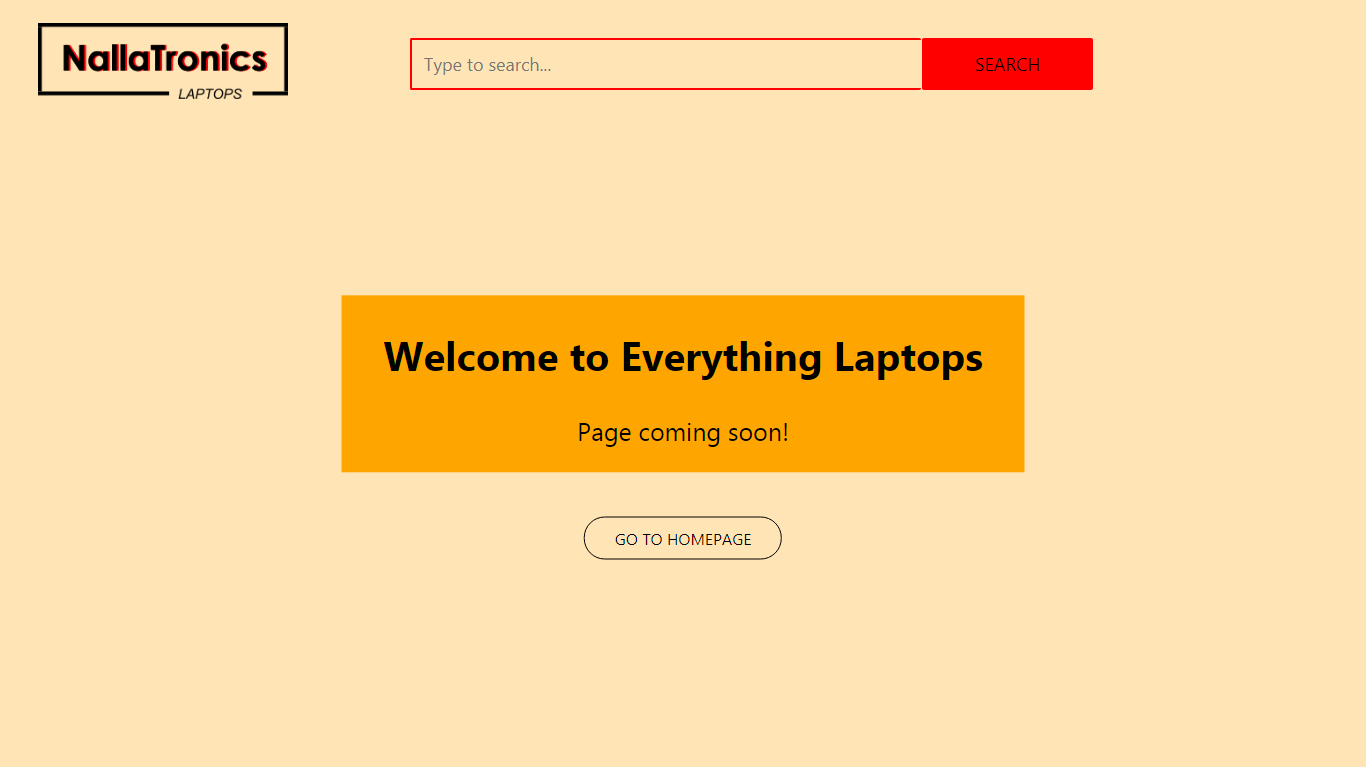 NallaTronics
LAPTOPS
Type to search...
SEARCH
Welcome to Everything Laptops
Page coming soon!
GO TO HOMEPAGE